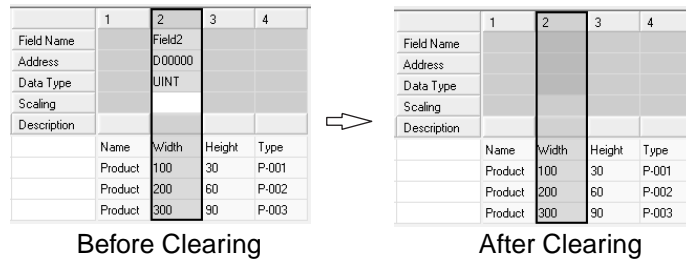 1 2 3 4
Field Name Field2
Address D00000
Data Type UINT
Scaling
Description
Name Width Height Type
Product 100 30 P-001
Product 200 60 P-002
Product 300 90 P-003
Before Clearing
1 2 3 4
Field Name
Address
Data Type
Scaling
Description
Name Width Height Type
Product 100 30 P-001
Product 200 60 P-002
Product 300 90 P-003
After Clearing